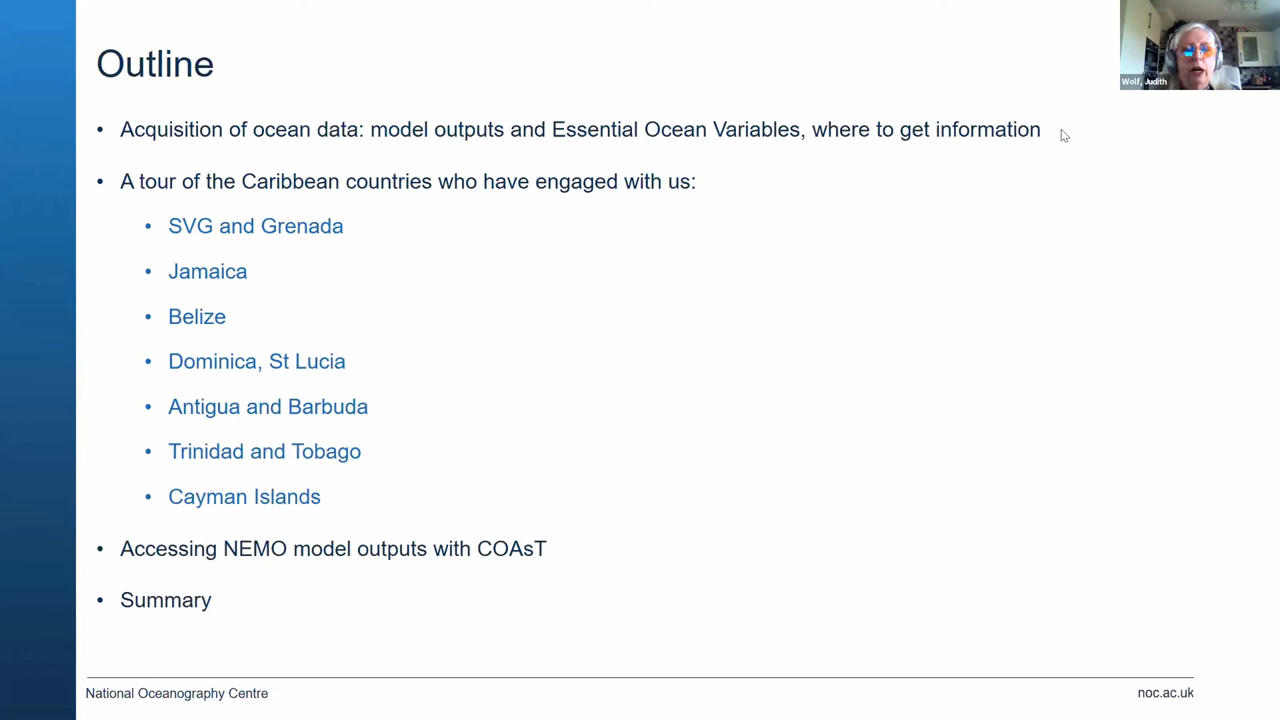 Outline
Wolf, Judith
• Acquisition of ocean data: model outputs and Essential Ocean Variables, where to get information
• A tour of the Caribbean countries who have engaged with us:
• SVG and Grenada
• Jamaica
• Belize
• Dominica, St Lucia
• Antigua and Barbuda
• Trinidad and Tobago
• Cayman Islands
• Accessing NEMO model outputs with COAsT
• Summary
National Oceanography Centre
noc.ac.uk